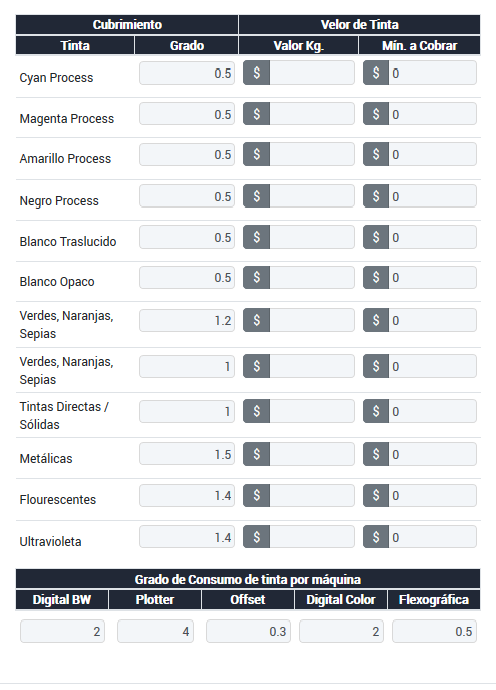 Cubrimiento Velor de Tinta
Tinta Grado Valor Kg. Mín. a Cobrar
Cyan Process 0.5 $ $ 0
Magenta Process 0.5 $ $ 0
Amarillo Process 0.5 $ $ 0
Negro Process 0.5 $ $ 0
Blanco Traslucido 0.5 $ $ 0
Blanco Opaco 0.5 $ $ 0
Verdes, Naranjas,
Sepias 1.2 $ $ 0
Verdes, Naranjas,
Sepias 1 $ $ 0
Tintas Directas /
Sólidas 1 $ $ 0
Metálicas 1.5 $ $ 0
Flourescentes 1.4 $ $ 0
Ultravioleta 1.4 $ $ 0
Grado de Consumo de tinta por máquina
Digital BW Plotter Offset Digital Color Flexográfica
2 4 0.3 2 0.5